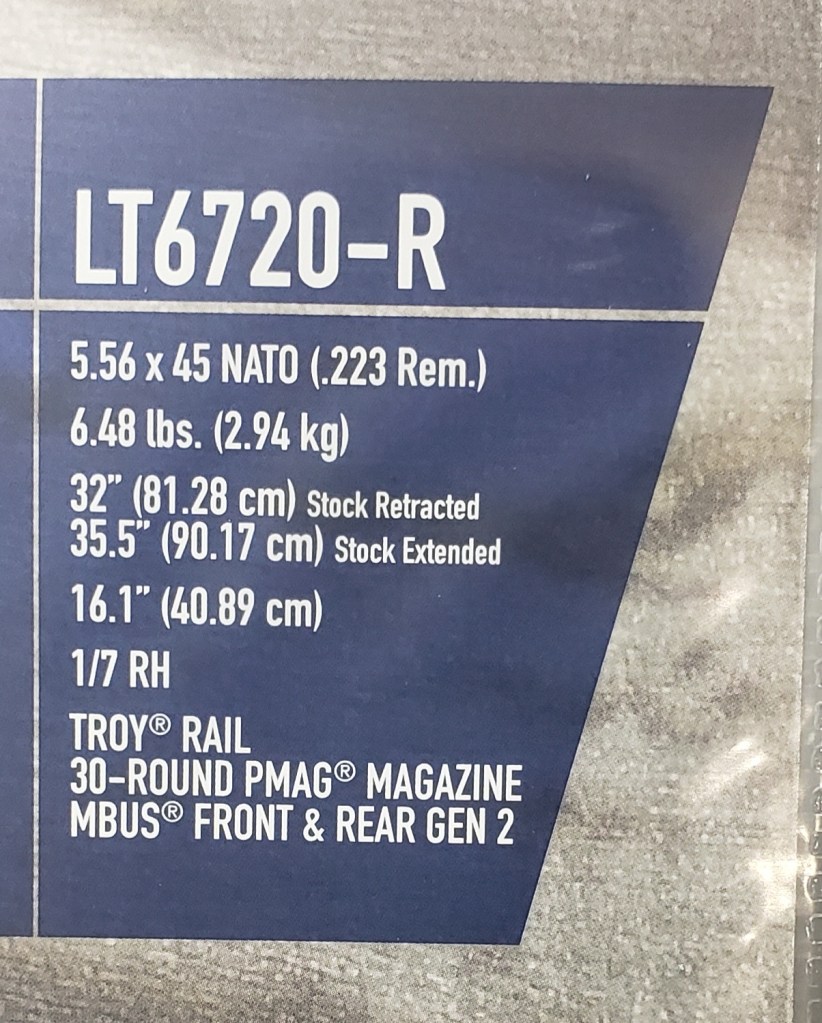 LT6720-R
5.56 x 45 NATO (.223 Rem.)
6.48 lbs. (2.94 kg)
32" (81.28 cm) Stock Retracted
35.5" (90.17 cm) Stock Extended
16.1" (40.89 cm)
1/7 RH
TROY® RAIL
30-ROUND PMAG® MAGAZINE
MBUS® FRONT & REAR GEN 2